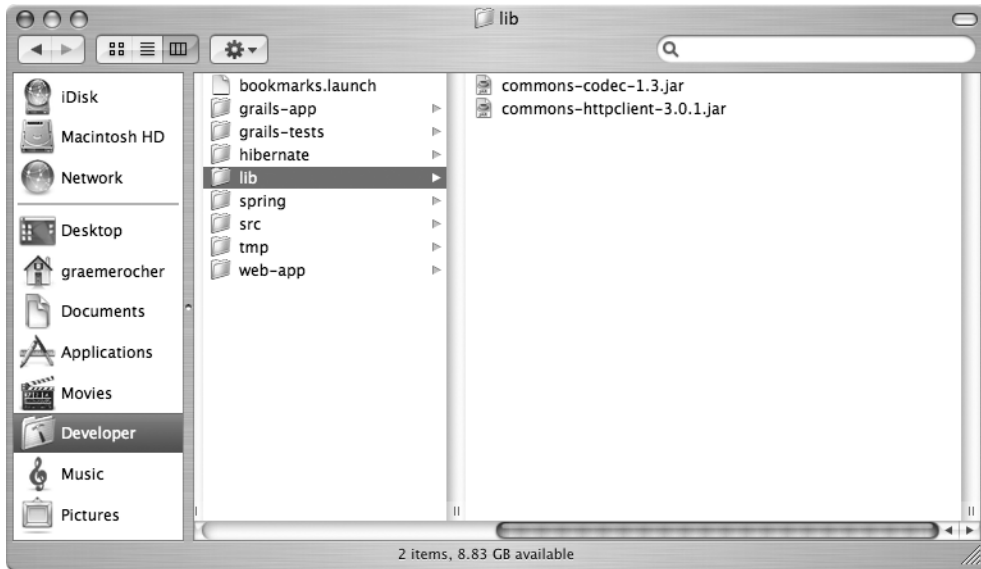 lib
iDisk
Macintosh HD
Network
Desktop
graemerocher
Documents
Applications
Movies
Developer
Music
Pictures
bookmarks.launch
grails-app
grails-tests
hibernate
lib
spring
src
tmp
web-app
commons-codec-1.3.jar
commons-httpclient-3.0.1.jar
2 items, 8.83 GB available